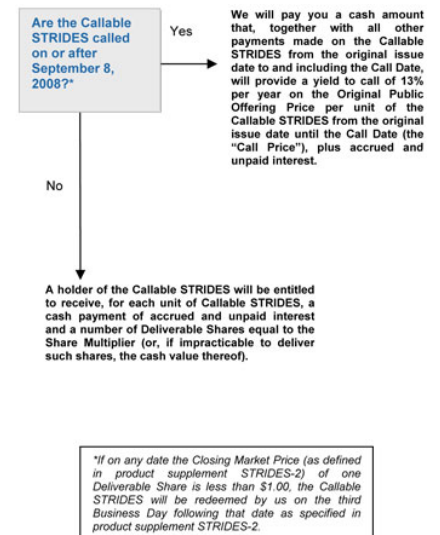 Are the Callable
STRIDES called
on or after
September 8,
2008?*
Yes
We will pay you a cash amount
that, together with all other
payments made on the Callable
STRIDES from the original issue
date to and including the Call Date,
will provide a yield to call of 13%
per year on the Original Public
Offering Price per unit of the
Callable STRIDES from the original
issue date until the Call Date (the
“Call Price”), plus accrued and
unpaid interest.
No
A holder of the Callable STRIDES will be entitled
to receive, for each unit of Callable STRIDES, a
cash payment of accrued and unpaid interest
and a number of Deliverable Shares equal to the
Share Multiplier (or, if impracticable to deliver
such shares, the cash value thereof).
*If on any date the Closing Market Price (as defined
in product supplement STRIDES-2) of one
Deliverable Share is less than $1.00, the Callable
STRIDES will be redeemed by us on the third
Business Day following that date as specified in
product supplement STRIDES-2.